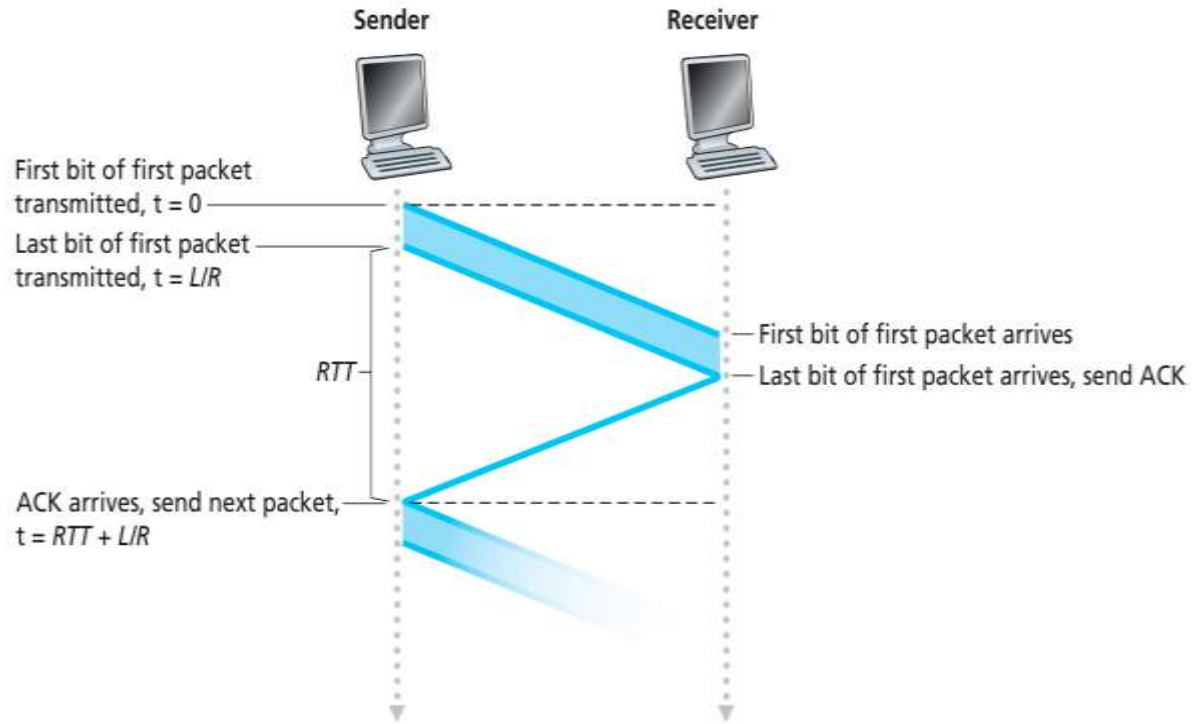 Sender
Receiver
First bit of first packet
transmitted, t = 0
Last bit of first packet
transmitted, t = L/R
First bit of first packet arrives
RTT
Last bit of first packet arrives, send ACK
ACK arrives, send next packet,
t = RTT + L/R